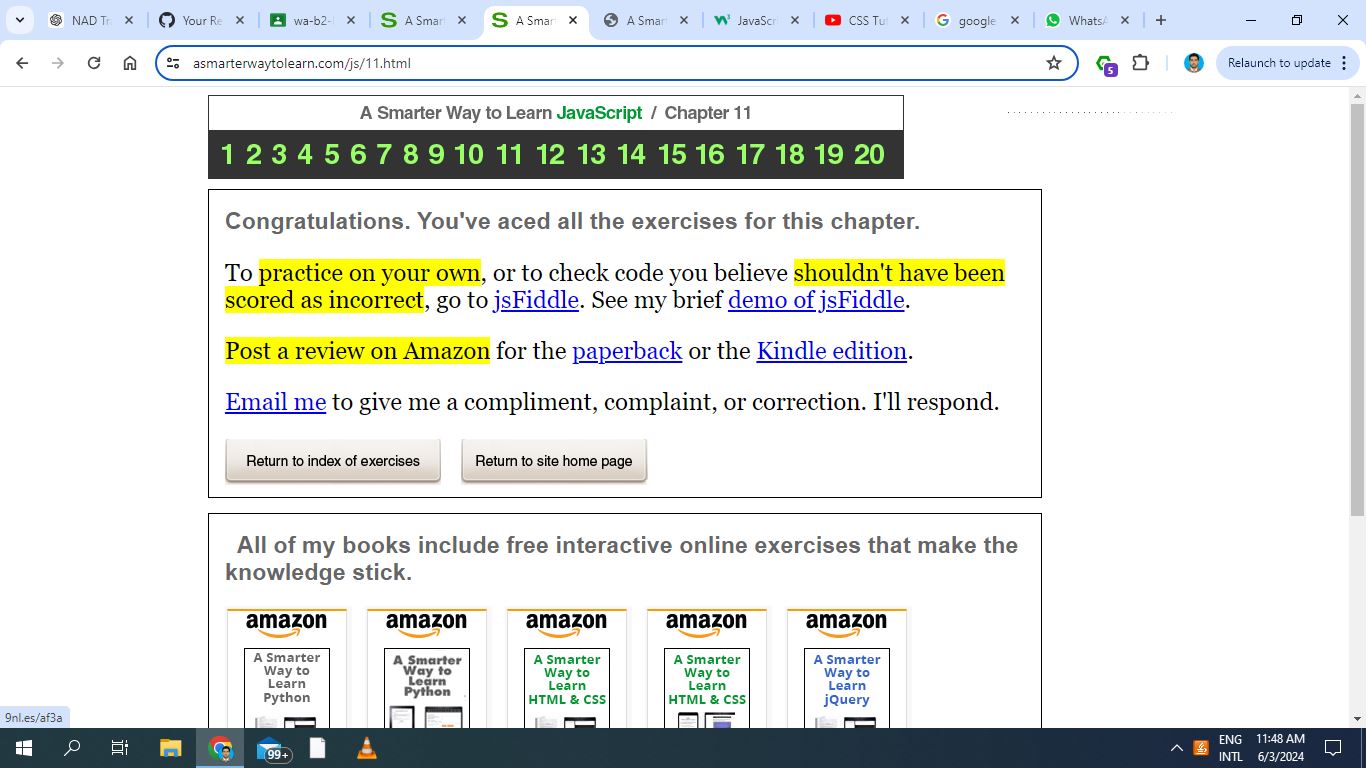 NAD Tra
Your Re
wa-b2-
A Smart
A Smart
A Smar
JavaScri
CSS Tut
google
WhatsA
asmarterwaytolearn.com/js/11.html
5
Relaunch to update
A Smarter Way to Learn JavaScript / Chapter 11
1 2 3 4 5 6 7 8 9 10 11 12 13 14 15 16 17 18 19 20
Congratulations. You've aced all the exercises for this chapter.
To practice on your own, or to check code you believe shouldn't have been
scored as incorrect, go to jsFiddle. See my brief demo of jsFiddle.
Post a review on Amazon for the paperback or the Kindle edition.
Email me to give me a compliment, complaint, or correction. I'll respond.
Return to index of exercises
Return to site home page
All of my books include free interactive online exercises that make the
knowledge stick.
amazon
A Smarter
Way to
Learn
Python
amazon
A Smarter
Way to
Learn
Python
amazon
A Smarter
Way to
Learn
HTML & CSS
amazon
A Smarter
Way to
Learn
HTML & CSS
amazon
A Smarter
Way to
Learn
jQuery
9nl.es/af3a
99+
ENG
INTL
11:48 AM
6/3/2024